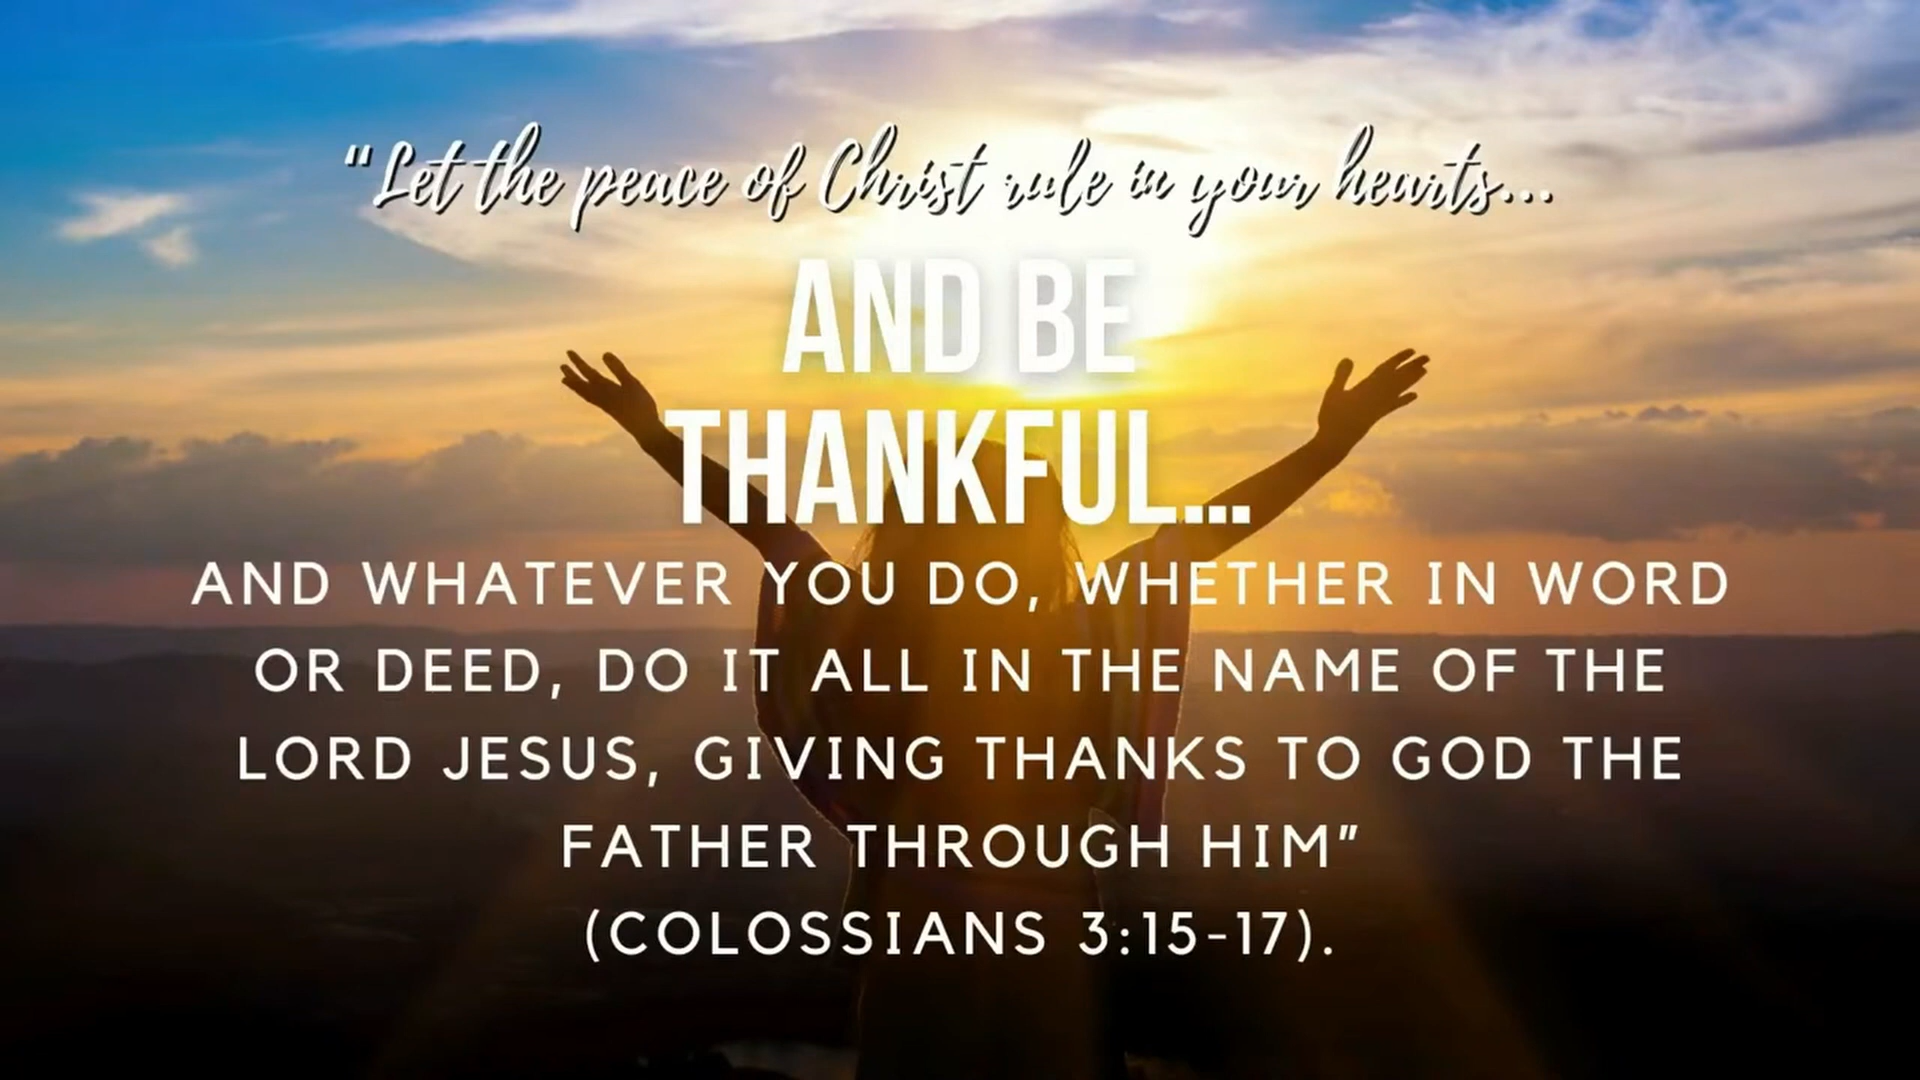 “Let the peace of Christ rule in your hearts...
AND BE
THANKFUL...
AND WHATEVER YOU DO, WHETHER IN WORD
OR DEED, DO IT ALL IN THE NAME OF THE
LORD JESUS, GIVING THANKS TO GOD THE
FATHER THROUGH HIM”
(COLOSSIANS 3:15-17).